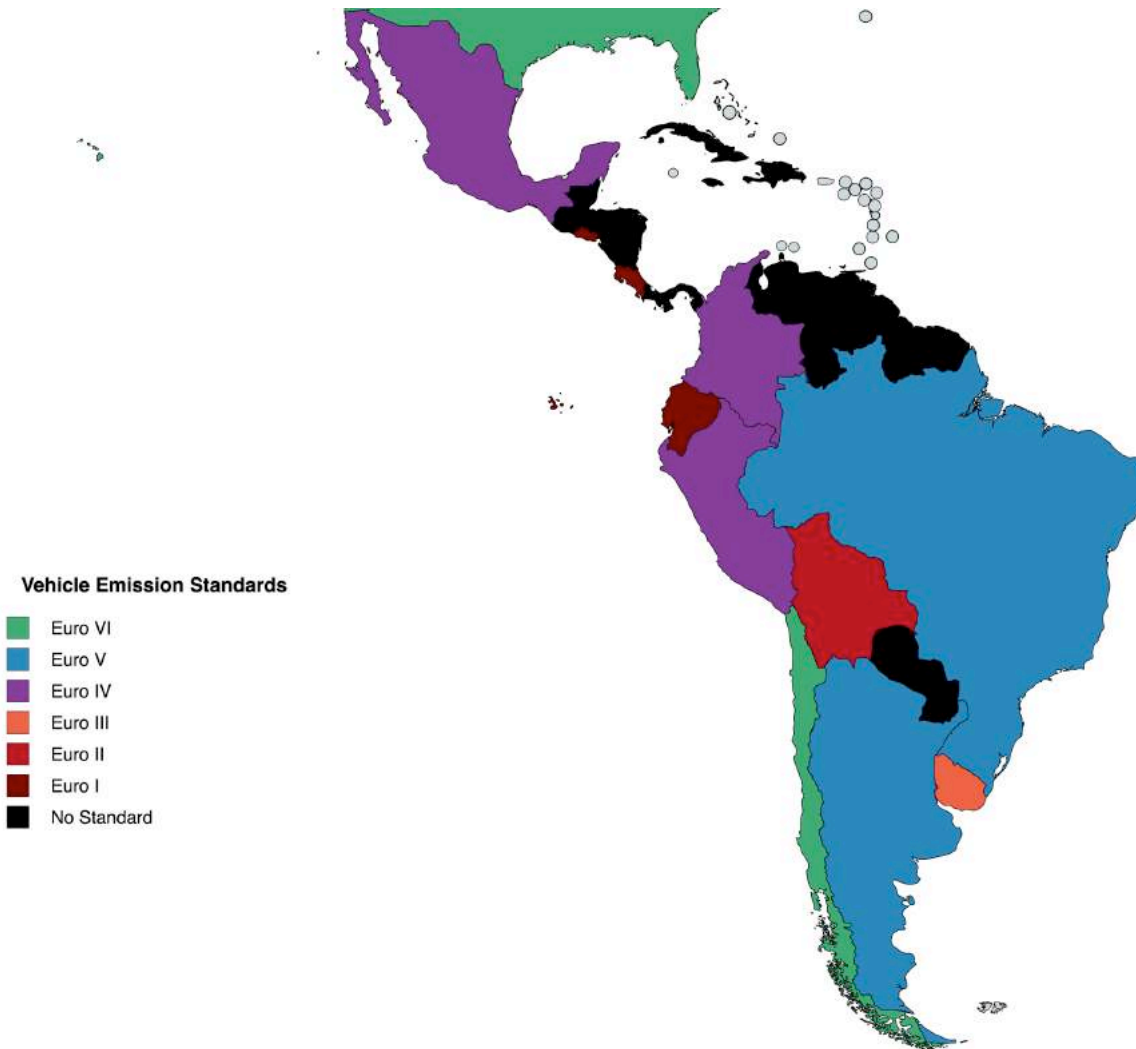 Vehicle Emission Standards
Euro VI
Euro V
Euro IV
Euro III
Euro II
Euro I
No Standard